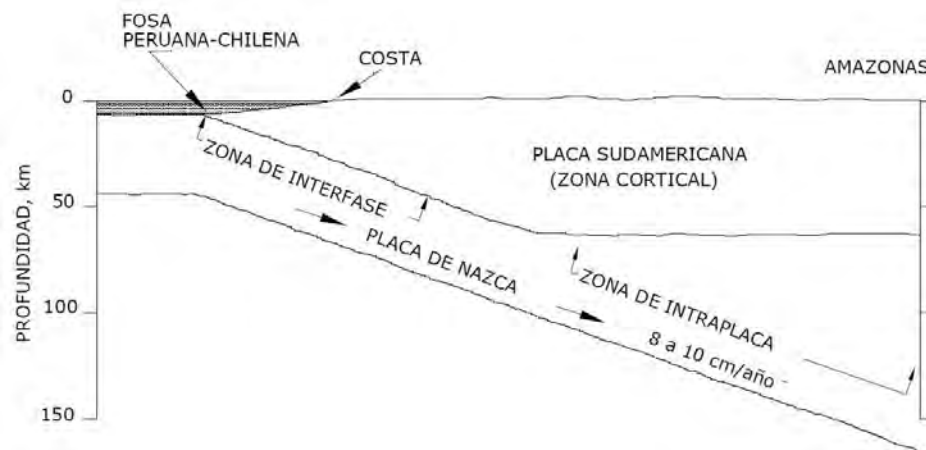 FOSA
PERUANA-CHILENA
COSTA
AMAZONAS
0
50
100
150
PROFUNDIDAD, km
ZONA DE INTERFASE
PLACA SUDAMERICANA
(ZONA CORTICAL)
PLACA DE NAZCA
ZONA DE INTRAPLACA
8 a 10 cm/año